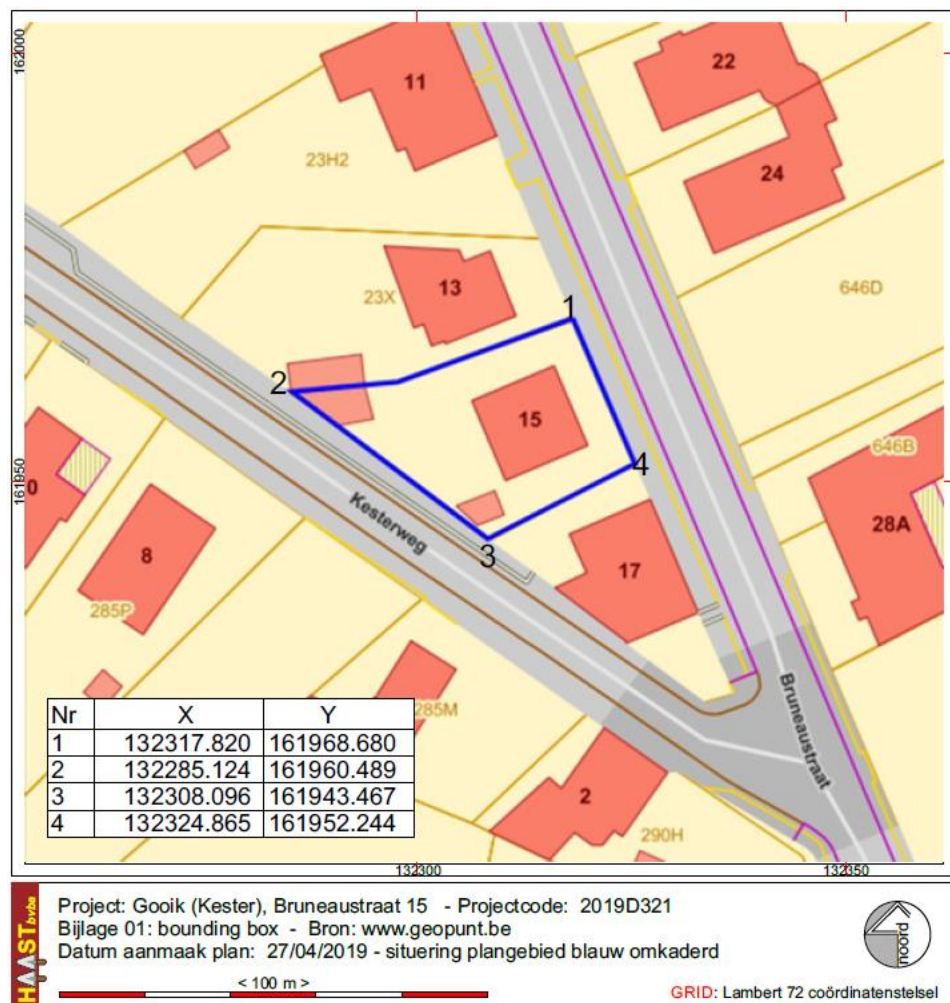 162000
11
22
24
23H2
13
23X
646D
1
2
15
4
161950
646B
28A
0
8
Kesterweg
3
17
285P
Bruneaustraat
285M
2
290H
Nr X Y
1 132317.820 161968.680
2 132285.124 161960.489
3 132308.096 161943.467
4 132324.865 161952.244
132300
132350
HAAST bvba
Project: Gooik (Kester), Bruneaustraat 15 - Projectcode: 2019D321
Bijlage 01: bounding box - Bron: www.geopunt.be
Datum aanmaak plan: 27/04/2019 - situering plangebied blauw omkaderd
< 100 m >
noord
GRID: Lambert 72 coördinatenstelsel